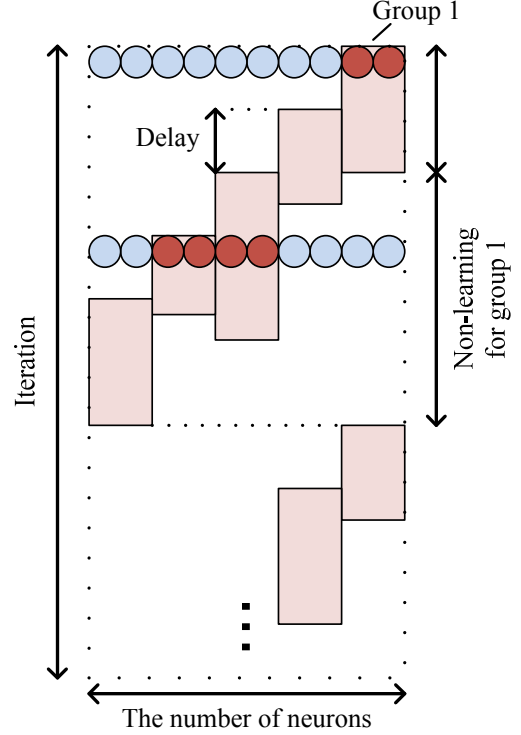 Group 1
Delay
Iteration
Non-learning
for group 1
The number of neurons